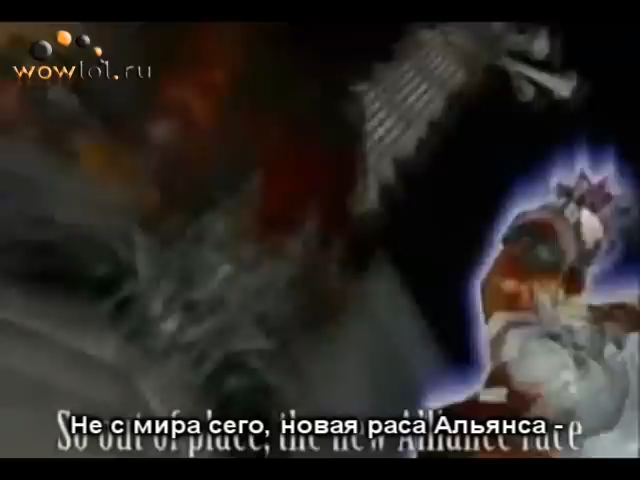 wowlol.ru
Не с мира сего, новая раса Альянса -
So out of place, the new Alliance race